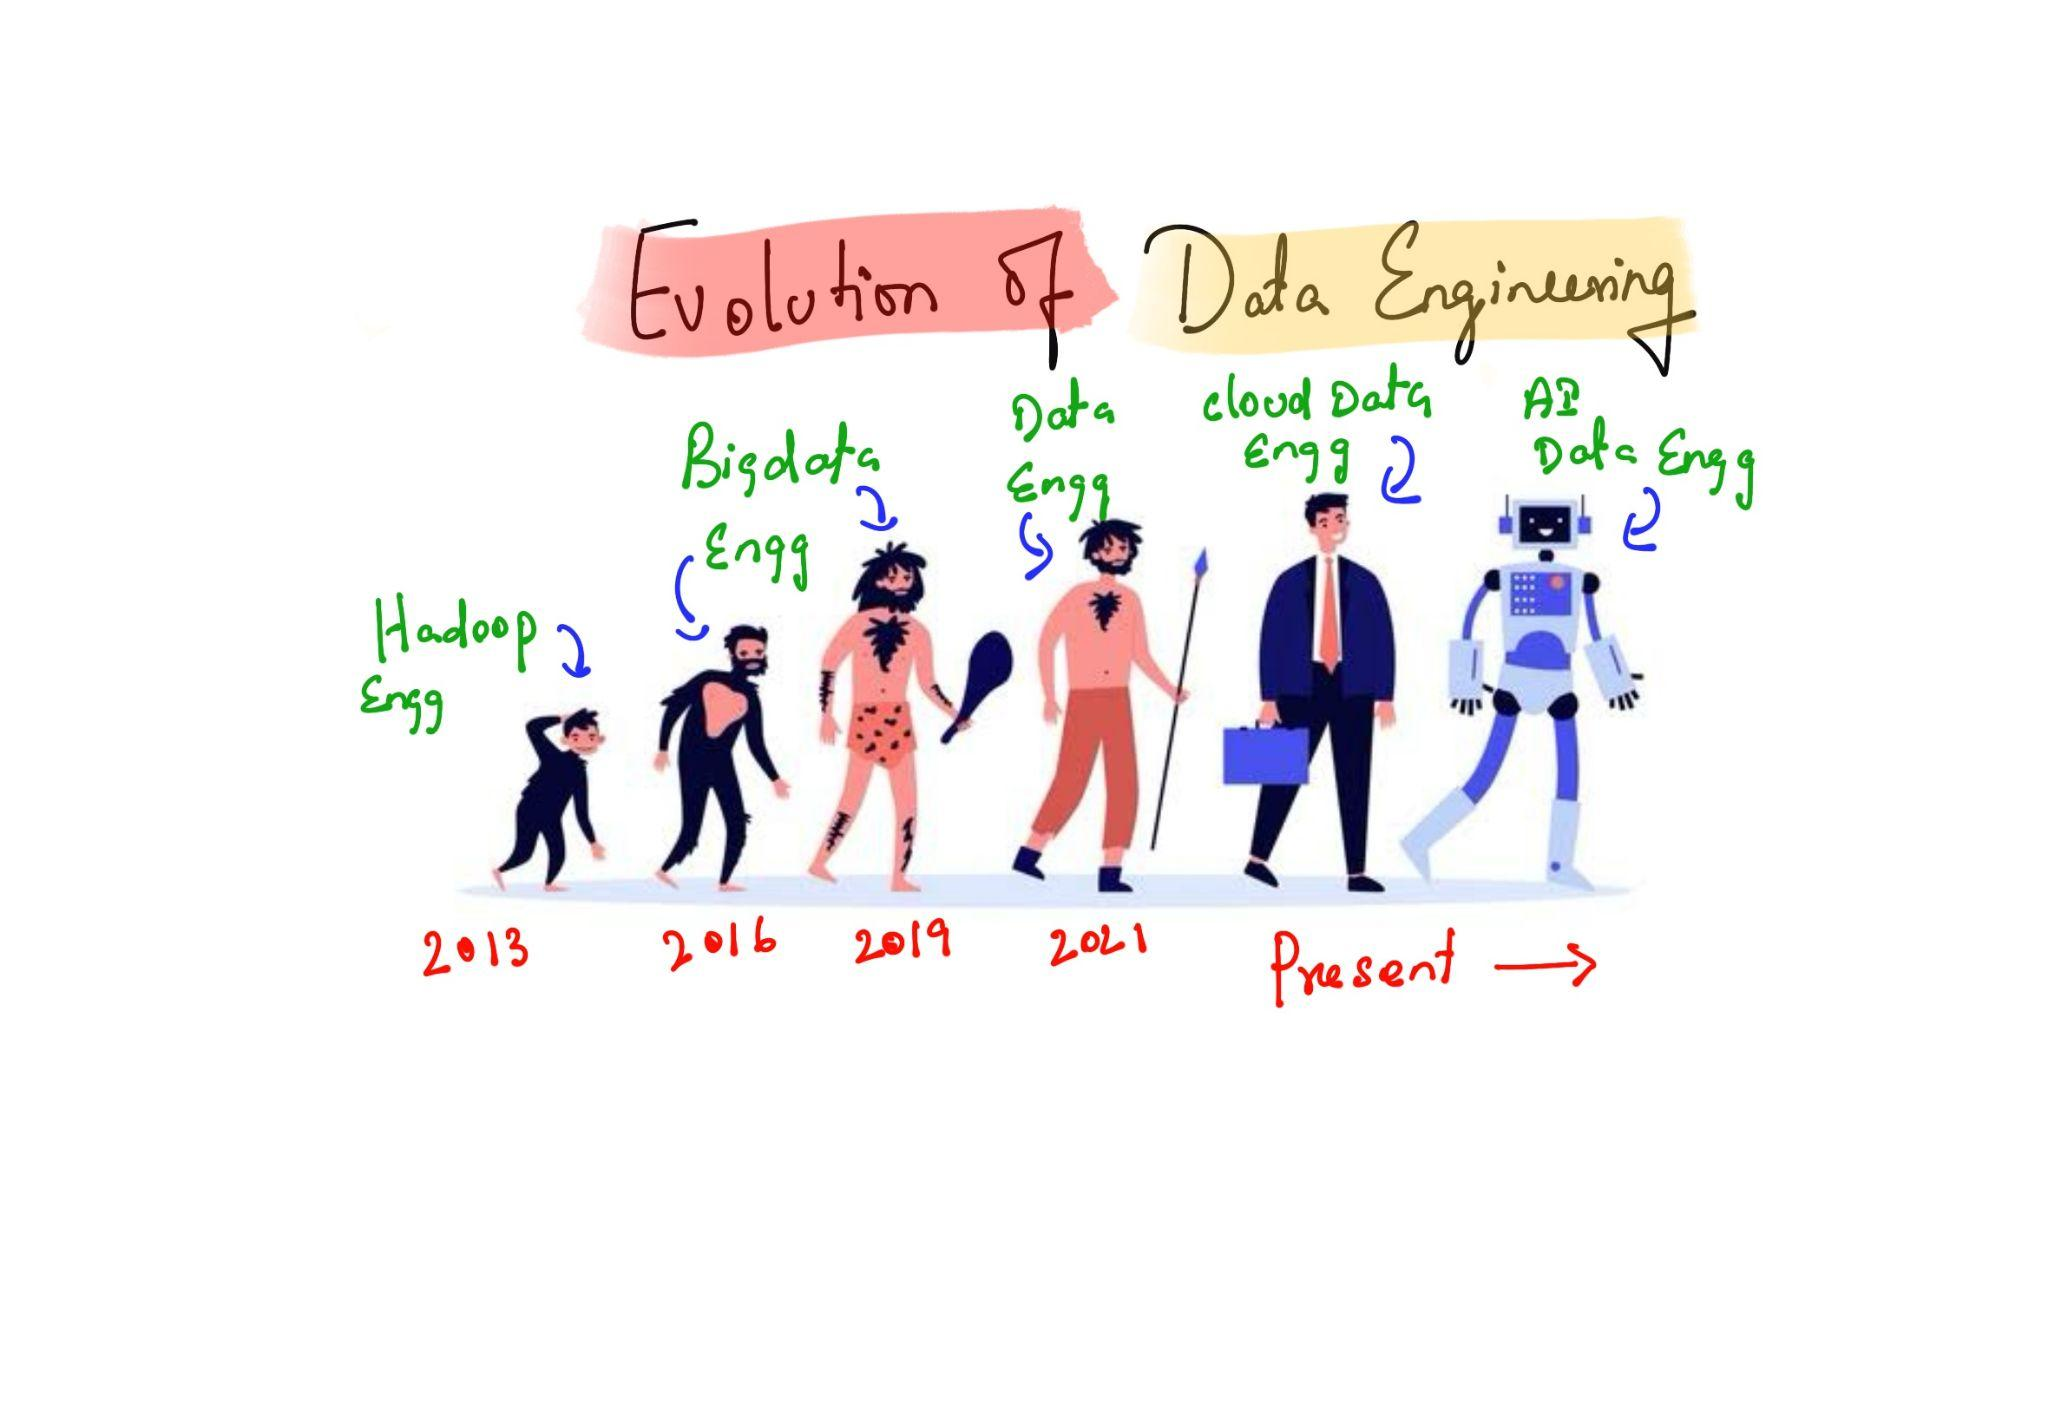 Evolution of Data Engineering
Hadoop
Engg
Bigdata
Engg
Data
Engg
cloud Data
Engg
AI
Data Engg
2013
2016
2019
2021
Present